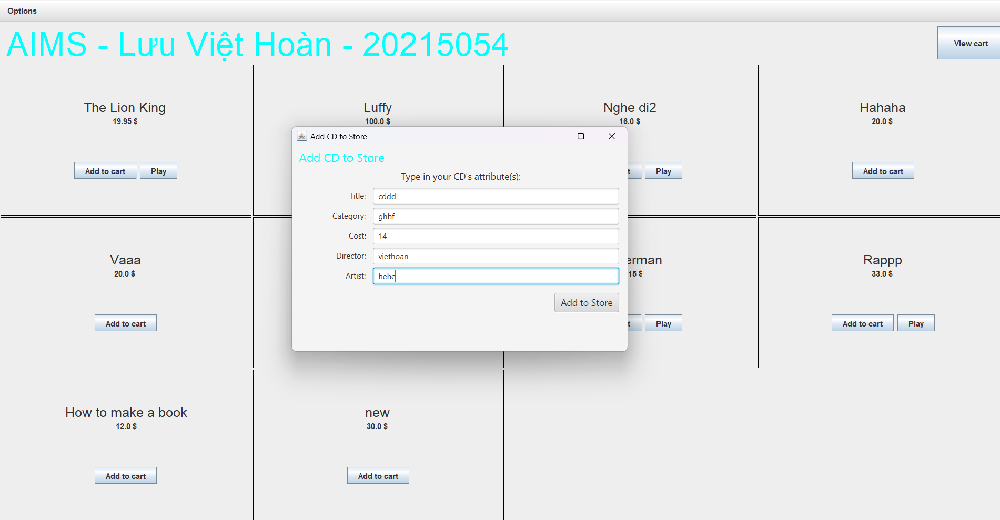 Options
AIMS - Lưu Việt Hoàn - 20215054
View cart
The Lion King
19.95 $
Add to cart
Play
Luffy
100.0 $
Nghe di2
16.0 $
Play
Hahaha
20.0 $
Add to cart
Add CD to Store
Add CD to Store
Type in your CD's attribute(s):
Title: cddd
Category: ghhf
Cost: 14
Director: viethoan
Artist: hehe
Add to Store
Vaaa
20.0 $
Add to cart
Play
Rappp
33.0 $
Add to cart
Play
How to make a book
12.0 $
Add to cart
new
30.0 $
Add to cart